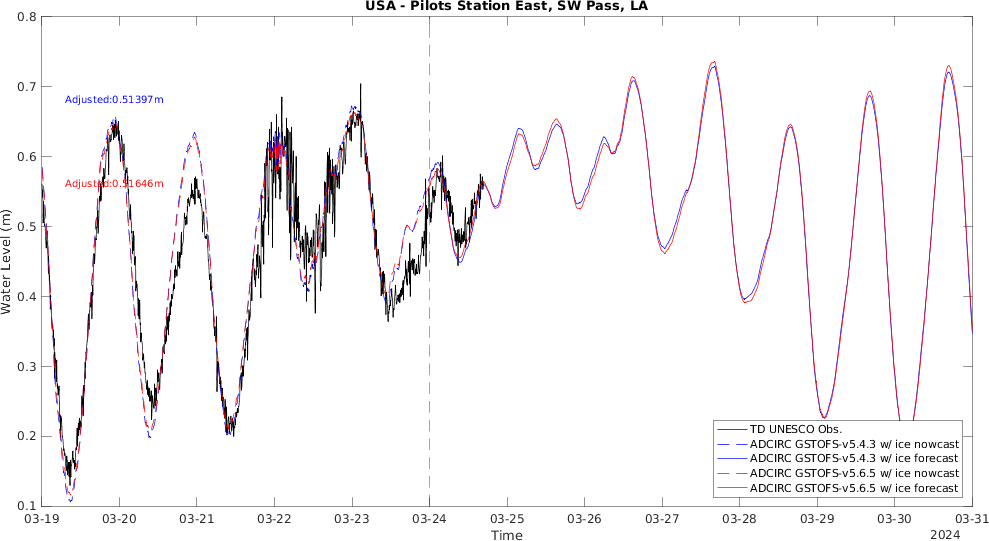 USA - Pilots Station East, SW Pass, LA
0.8
0.7
0.6
0.5
0.4
0.3
0.2
0.1
Water Level (m)
Adjusted:0.51397m
Adjusted:0.51646m
TD UNESCO Obs.
ADCIRC GSTOFS-v5.4.3 w/ ice nowcast
ADCIRC GSTOFS-v5.4.3 w/ ice forecast
ADCIRC GSTOFS-v5.6.5 w/ ice nowcast
ADCIRC GSTOFS-v5.6.5 w/ ice forecast
03-19 03-20 03-21 03-22 03-23 03-24 03-25 03-26 03-27 03-28 03-29 03-30 03-31
Time
2024